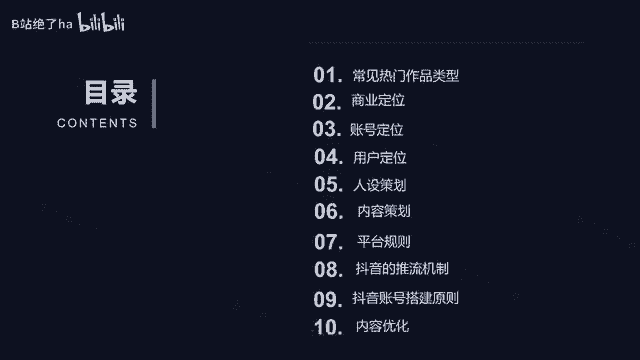 B站绝了ha bilibili
目录
CONTENTS
01. 常见热门作品类型
02. 商业定位
03. 账号定位
04. 用户定位
05. 人设策划
06. 内容策划
07. 平台规则
08. 抖音的推流机制
09. 抖音账号搭建原则
10. 内容优化